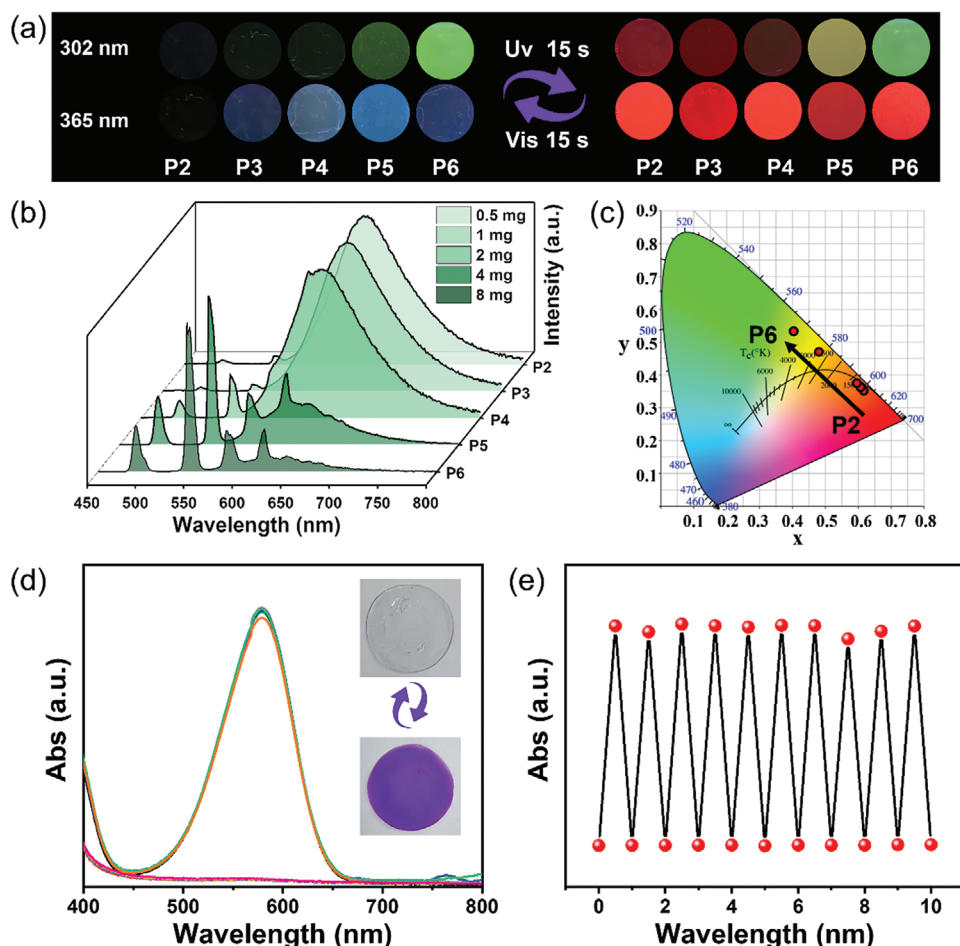 (a)
302 nm
365 nm
P2 P3 P4 P5 P6
Uv 15 s
Vis 15 s
P2 P3 P4 P5 P6
(b)
0.5 mg
1 mg
2 mg
4 mg
8 mg
Intensity (a.u.)
P2
P3
P4
P5
P6
450 500 550 600 650 700 750 800
Wavelength (nm)
(c)
0.9
0.8
0.7
0.6
0.5
0.4
0.3
0.2
0.1
y
520
540
560
500
580
600
620
700
490
480
470
460
380
P6
Tc(°K)
4000
6000
10000
∞
P2
0.1 0.2 0.3 0.4 0.5 0.6 0.7 0.8
x
(d)
Abs (a.u.)
400 500 600 700 800
Wavelength (nm)
(e)
Abs (a.u.)
0 2 4 6 8 10
Wavelength (nm)